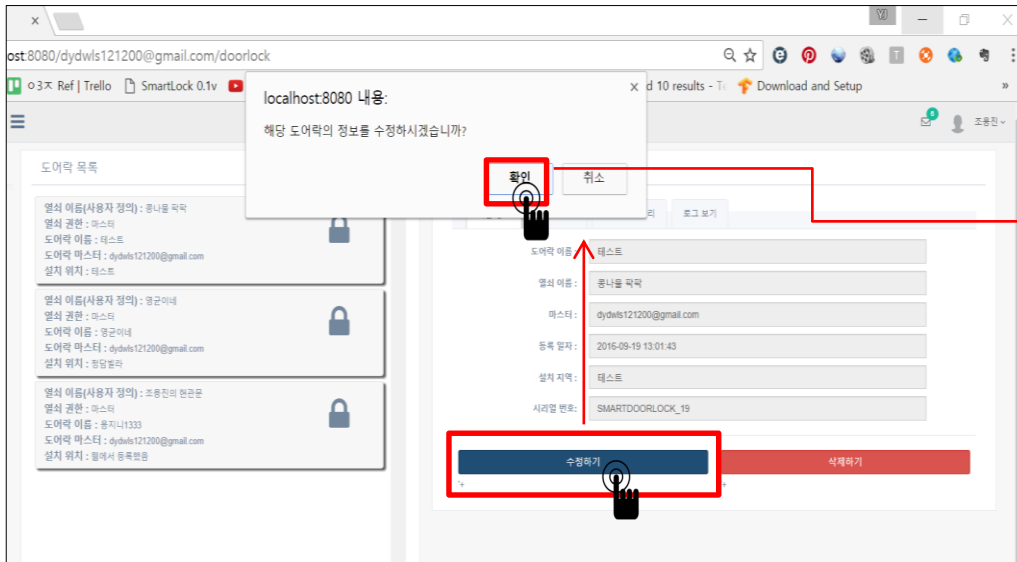 YJ
ost:8080/dydwls121200@gmail.com/doorlock
Ref | Trello SmartLock 0.1v d 10 results - Download and Setup »
localhost:8080 내용:
해당 도어락의 정보를 수정하시겠습니까?
확인 취소
조용진
도어락 목록
열쇠 이름(사용자 정의) : 콩나물 팍팍
열쇠 권한 : 마스터
도어락 이름 : 테스트
도어락 마스터 : dydwls121200@gmail.com
설치 위치 : 테스트
열쇠 이름(사용자 정의) : 영균이네
열쇠 권한 : 마스터
도어락 이름 : 영균이네
도어락 마스터 : dydwls121200@gmail.com
설치 위치 : 정담빌라
열쇠 이름(사용자 정의) : 조용진의 현관문
열쇠 권한 : 마스터
도어락 이름 : 용지니1333
도어락 마스터 : dydwls121200@gmail.com
설치 위치 : 웹에서 등록했음
리 로그 보기
도어락 이름 : 테스트
열쇠 이름 : 콩나물 팍팍
마스터 : dydwls121200@gmail.com
등록 일자 : 2016-09-19 13:01:43
설치 지역 : 테스트
시리얼 번호: SMARTDOORLOCK_19
수정하기 삭제하기